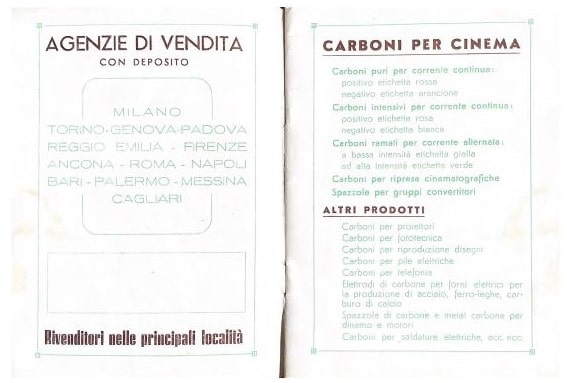 AGENZIE DI VENDITA
CON DEPOSITO
MILANO
TORINO-GENOVA-PADOVA
REGGIO EMILIA - FIRENZE
ANCONA - ROMA - NAPOLI
BARI - PALERMO - MESSINA
CAGLIARI
Rivenditori nelle principali località
CARBONI PER CINEMA
Carboni puri per corrente continua:
positivo etichetta rossa
negativo etichetta arancione
Carboni intensivi per corrente continua:
positivo etichetta rosa
negativo etichetta bianca
Carboni ramati per corrente alternata:
a bassa intensità etichetta gialla
ad alta intensità etichetta verde
Carboni per riprese cinematografiche
Spazzole per gruppi convertitori
ALTRI PRODOTTI
Carboni per proiettori
Carboni per fototecnica
Carboni per riproduzione disegni
Carboni per pile elettriche
Carboni per telefonia
Elettrodi di carbone per forni elettrici per
la produzione di acciaio, ferro-leghe, car-
buro di calcio
Spazzole di carbone e metal carbone per
dinamo e motori
Carboni per saldature elettriche, ecc. ecc.